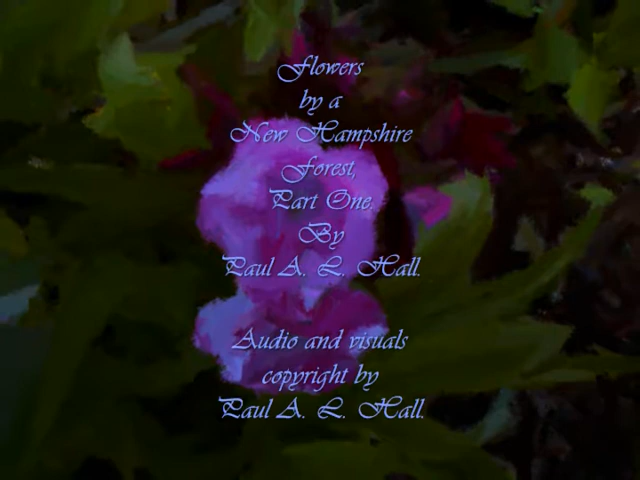 Flowers
by a
New Hampshire
Forest,
Part One.
By
Paul A. L. Hall.
Audio and visuals
copyright by
Paul A. L. Hall.